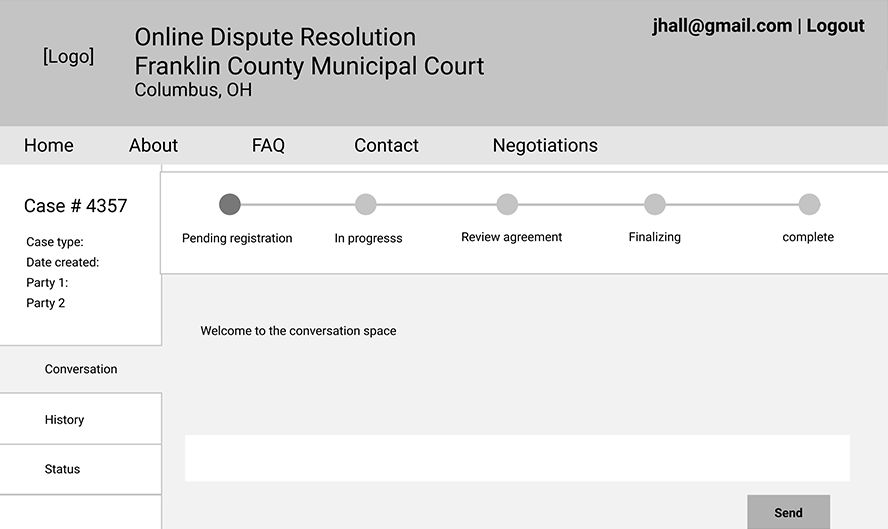 [Logo]
Online Dispute Resolution
Franklin County Municipal Court
Columbus, OH
jhall@gmail.com | Logout
Home About FAQ Contact Negotiations
Case # 4357
Case type:
Date created:
Party 1:
Party 2
Pending registration In progresss Review agreement Finalizing complete
Welcome to the conversation space
Conversation
History
Status
Send